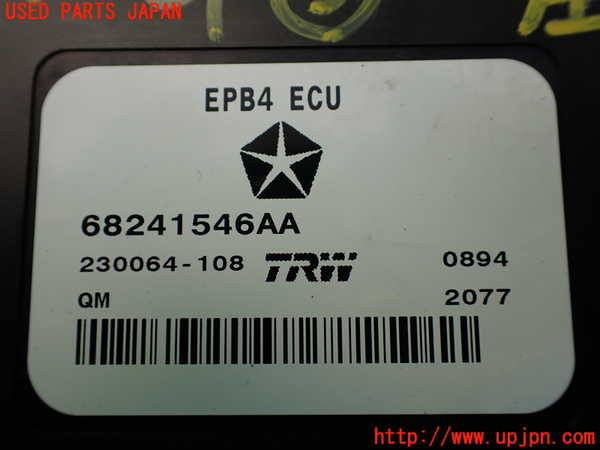 USED PARTS JAPAN
EPB4 ECU
68241546AA
230064-108 TRW 0894
QM 2077
http://www.upjpn.com/